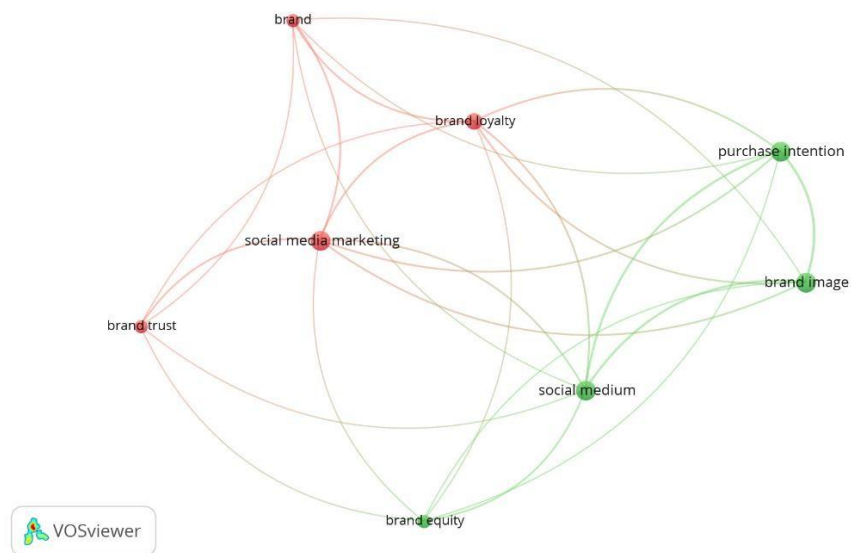 brand
brand loyalty
purchase intention
social media marketing
brand image
brand trust
social medium
brand equity
VOSviewer